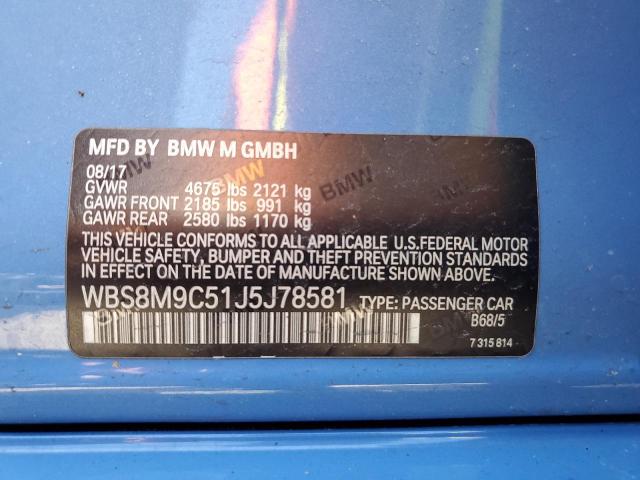 MFD BY BMW M GMBH
08/17
GVWR 4675 lbs 2121 kg
GAWR FRONT 2185 lbs 991 kg
GAWR REAR 2580 lbs 1170 kg
THIS VEHICLE CONFORMS TO ALL APPLICABLE U.S.FEDERAL MOTOR
VEHICLE SAFETY, BUMPER, AND THEFT PREVENTION STANDARDS
IN EFFECT ON THE DATE OF MANUFACTURE SHOWN ABOVE.
WBS8M9C51J5J78581 TYPE: PASSENGER CAR
B68/5
7 315 814